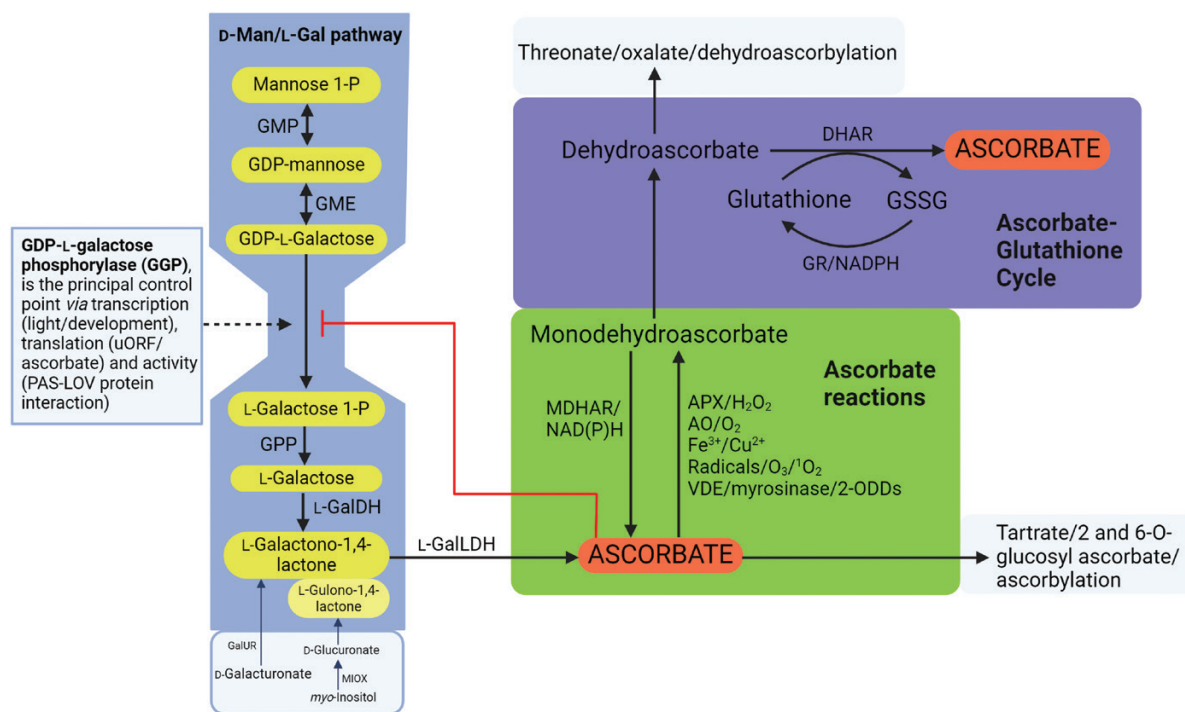 D-Man/L-Gal pathway
Mannose 1-P
GMP
GDP-mannose
GME
GDP-L-Galactose
GDP-L-galactose
phosphorylase (GGP),
is the principal control
point via transcription
(light/development),
translation (uORF/
ascorbate) and activity
(PAS-LOV protein
interaction)
L-Galactose 1-P
GPP
L-Galactose
L-GalDH
L-Galactono-1,4-
lactone
L-Gulono-1,4-
lactone
GalUR
D-Glucuronate
D-Galacturonate
MIOX
myo-Inositol
L-GalLDH
Threonate/oxalate/dehydroascorbylation
Dehydroascorbate
DHAR
ASCORBATE
Glutathione
GSSG
GR/NADPH
Ascorbate-
Glutathione
Cycle
Monodehydroascorbate
Ascorbate
reactions
MDHAR/
NAD(P)H
APX/H₂O₂
AO/O₂
Fe³⁺/Cu²⁺
Radicals/O₃/¹O₂
VDE/myrosinase/2-ODDs
ASCORBATE
Tartrate/2 and 6-O-
glucosyl ascorbate/
ascorbylation